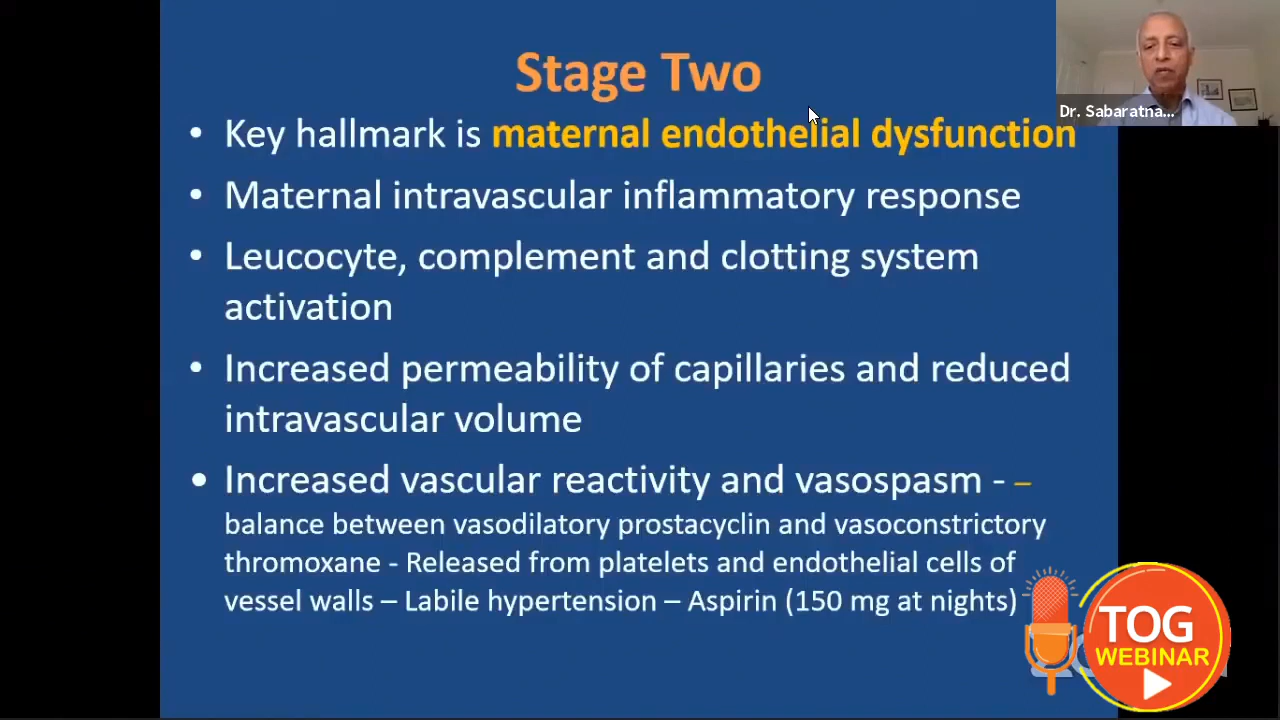 Stage Two
Dr. Sabaratna...
• Key hallmark is maternal endothelial dysfunction
• Maternal intravascular inflammatory response
• Leucocyte, complement and clotting system
activation
• Increased permeability of capillaries and reduced
intravascular volume
• Increased vascular reactivity and vasospasm - –
balance between vasodilatory prostacyclin and vasoconstrictory
thromoxane - Released from platelets and endothelial cells of
vessel walls – Labile hypertension – Aspirin (150 mg at nights)
TOG
WEBINAR